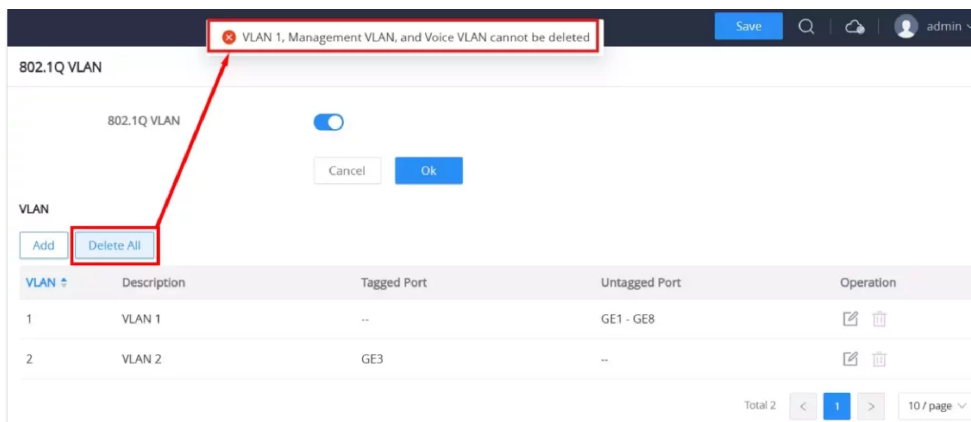 VLAN 1, Management VLAN, and Voice VLAN cannot be deleted
Save
admin
802.1Q VLAN
802.1Q VLAN
Cancel
Ok
VLAN
Add
Delete All
VLAN Description Tagged Port Untagged Port Operation
1 VLAN 1 -- GE1 - GE8
2 VLAN 2 GE3 --
Total 2 < 1 > 10 / page